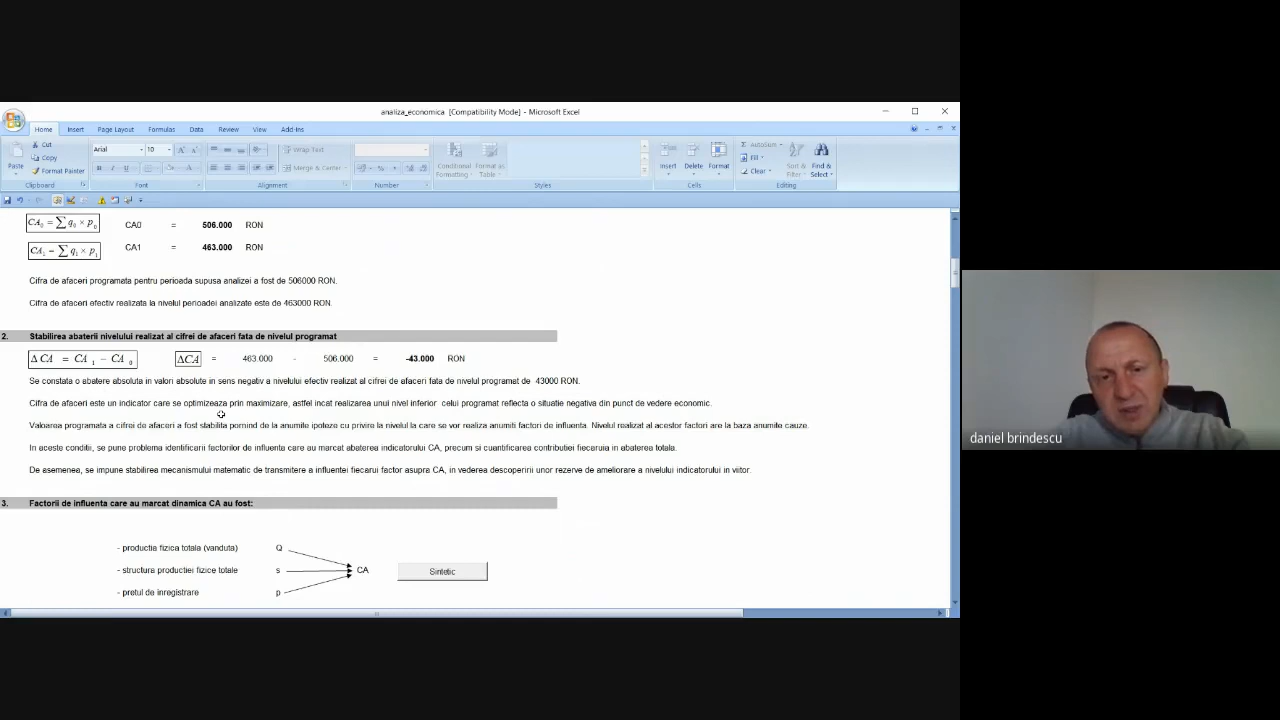 analiza_economica [Compatibility Mode] - Microsoft Excel
Home Insert Page Layout Formulas Data Review View Add-Ins
Paste Cut Copy Format Painter Arial 10 Wrap Text Merge & Center Conditional Formatting Format as Table Insert Delete Format AutoSum Fill Clear Sort & Filter Find & Select
Clipboard Font Alignment Number Styles Cells Editing
CA0 = ∑ q0 × p0 CA0 = 506.000 RON
CA1 = ∑ q1 × p1 CA1 = 463.000 RON
Cifra de afaceri programata pentru perioada supusa analizei a fost de 506000 RON.
Cifra de afaceri efectiv realizata la nivelul perioadei analizate este de 463000 RON.
2. Stabilirea abaterii nivelului realizat al cifrei de afaceri fata de nivelul programat
Δ CA = CA 1 − CA 0 ΔCA = 463.000 - 506.000 = -43.000 RON
Se constata o abatere absoluta in valori absolute in sens negativ a nivelului efectiv realizat al cifrei de afaceri fata de nivelul programat de 43000 RON.
Cifra de afaceri este un indicator care se optimizeaza prin maximizare, astfel incat realizarea unui nivel inferior celui programat reflecta o situatie negativa din punct de vedere economic.
Valoarea programata a cifrei de afaceri a fost stabilita pornind de la anumite ipoteze cu privire la nivelul la care se vor realiza anumiti factori de influenta. Nivelul realizat al acestor factori are la baza anumite cauze.
In aceste conditii, se pune problema identificarii factorilor de influenta care au marcat abaterea indicatorului CA, precum si cuantificarea contributiei fiecaruia in abaterea totala.
De asemenea, se impune stabilirea mecanismului matematic de transmitere a influentei fiecarui factor asupra CA, in vederea descoperirii unor rezerve de ameliorare a nivelului indicatorului in viitor.
3. Factorii de influenta care au marcat dinamica CA au fost:
- productia fizica totala (vanduta) Q
- structura productiei fizice totale s CA Sintetic
- pretul de inregistrare p
daniel brindescu